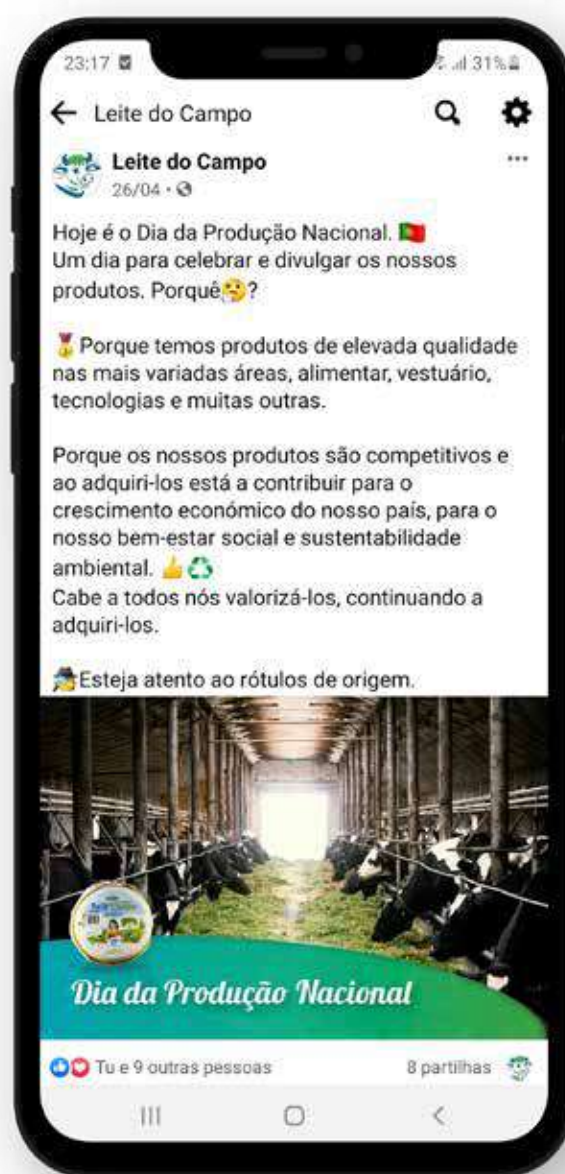 23:17
31%
Leite do Campo
Leite do Campo
26/04
Hoje é o Dia da Produção Nacional. 🇵🇹
Um dia para celebrar e divulgar os nossos
produtos. Porquê🤔?
🏅Porque temos produtos de elevada qualidade
nas mais variadas áreas, alimentar, vestuário,
tecnologias e muitas outras.
Porque os nossos produtos são competitivos e
ao adquiri-los está a contribuir para o
crescimento económico do nosso país, para o
nosso bem-estar social e sustentabilidade
ambiental. 👍♻️
Cabe a todos nós valorizá-los, continuando a
adquiri-los.
Esteja atento ao rótulos de origem.
Dia da Produção Nacional
Tu e 9 outras pessoas
8 partilhas